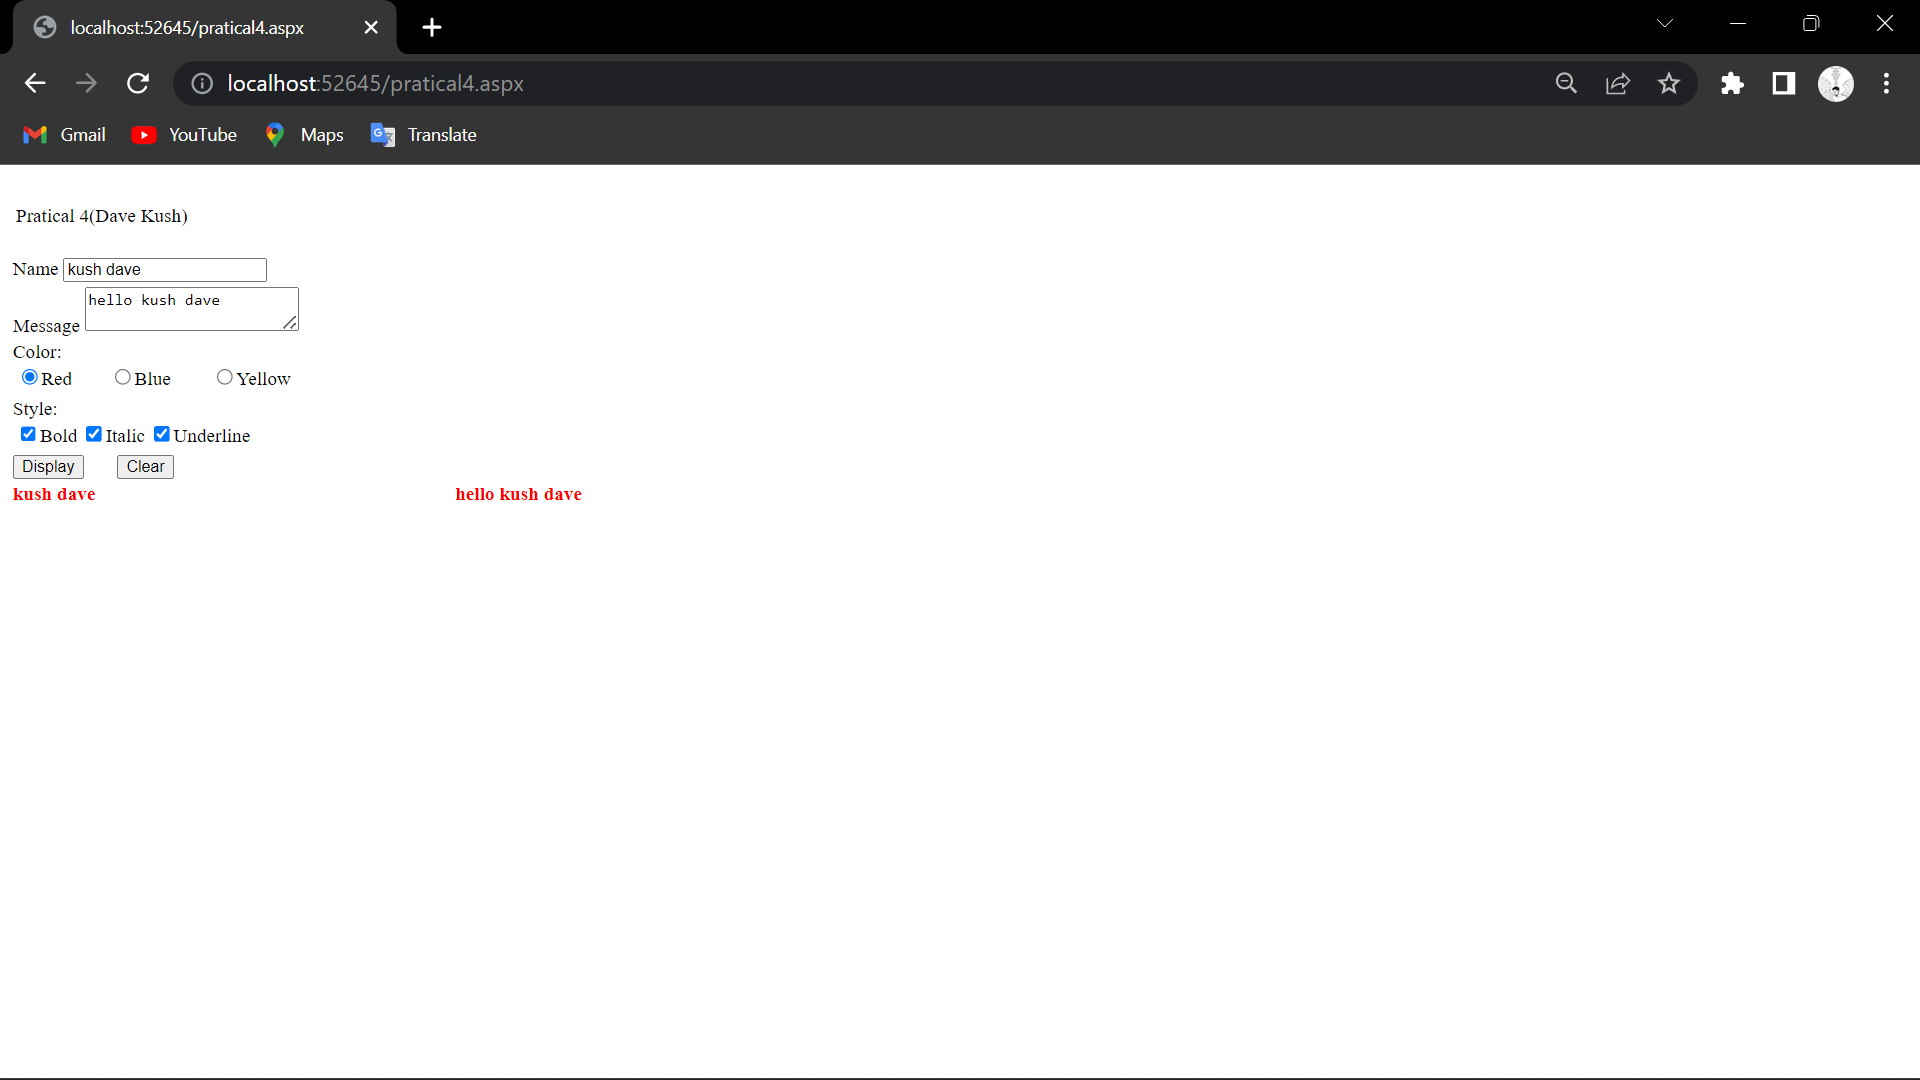 localhost:52645/pratical4.aspx
localhost:52645/pratical4.aspx
Gmail YouTube Maps Translate
Pratical 4(Dave Kush)
Name kush dave
hello kush dave
Message
Color:
Red Blue Yellow
Style:
Bold Italic Underline
Display Clear
kush dave hello kush dave